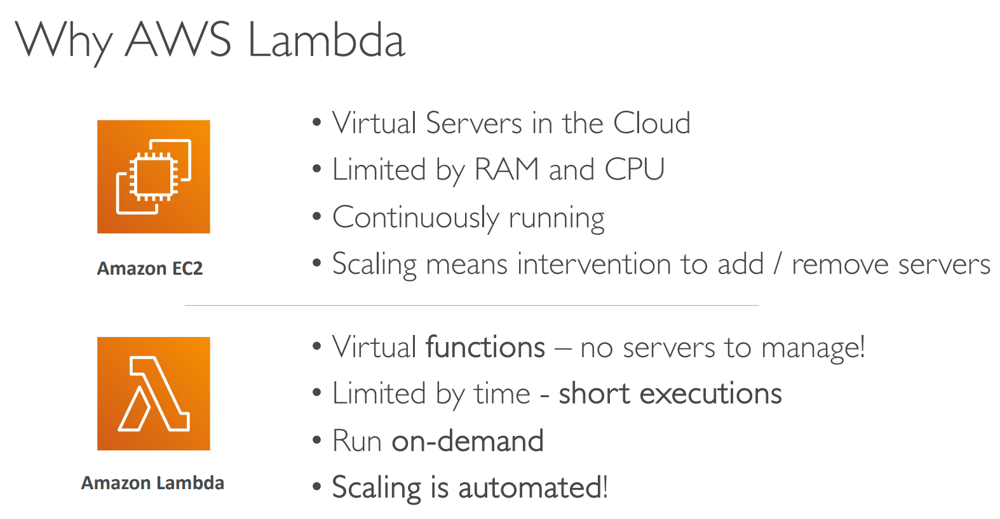 Why AWS Lambda
• Virtual Servers in the Cloud
• Limited by RAM and CPU
• Continuously running
• Scaling means intervention to add / remove servers
Amazon EC2
• Virtual functions – no servers to manage!
• Limited by time - short executions
• Run on-demand
• Scaling is automated!
Amazon Lambda